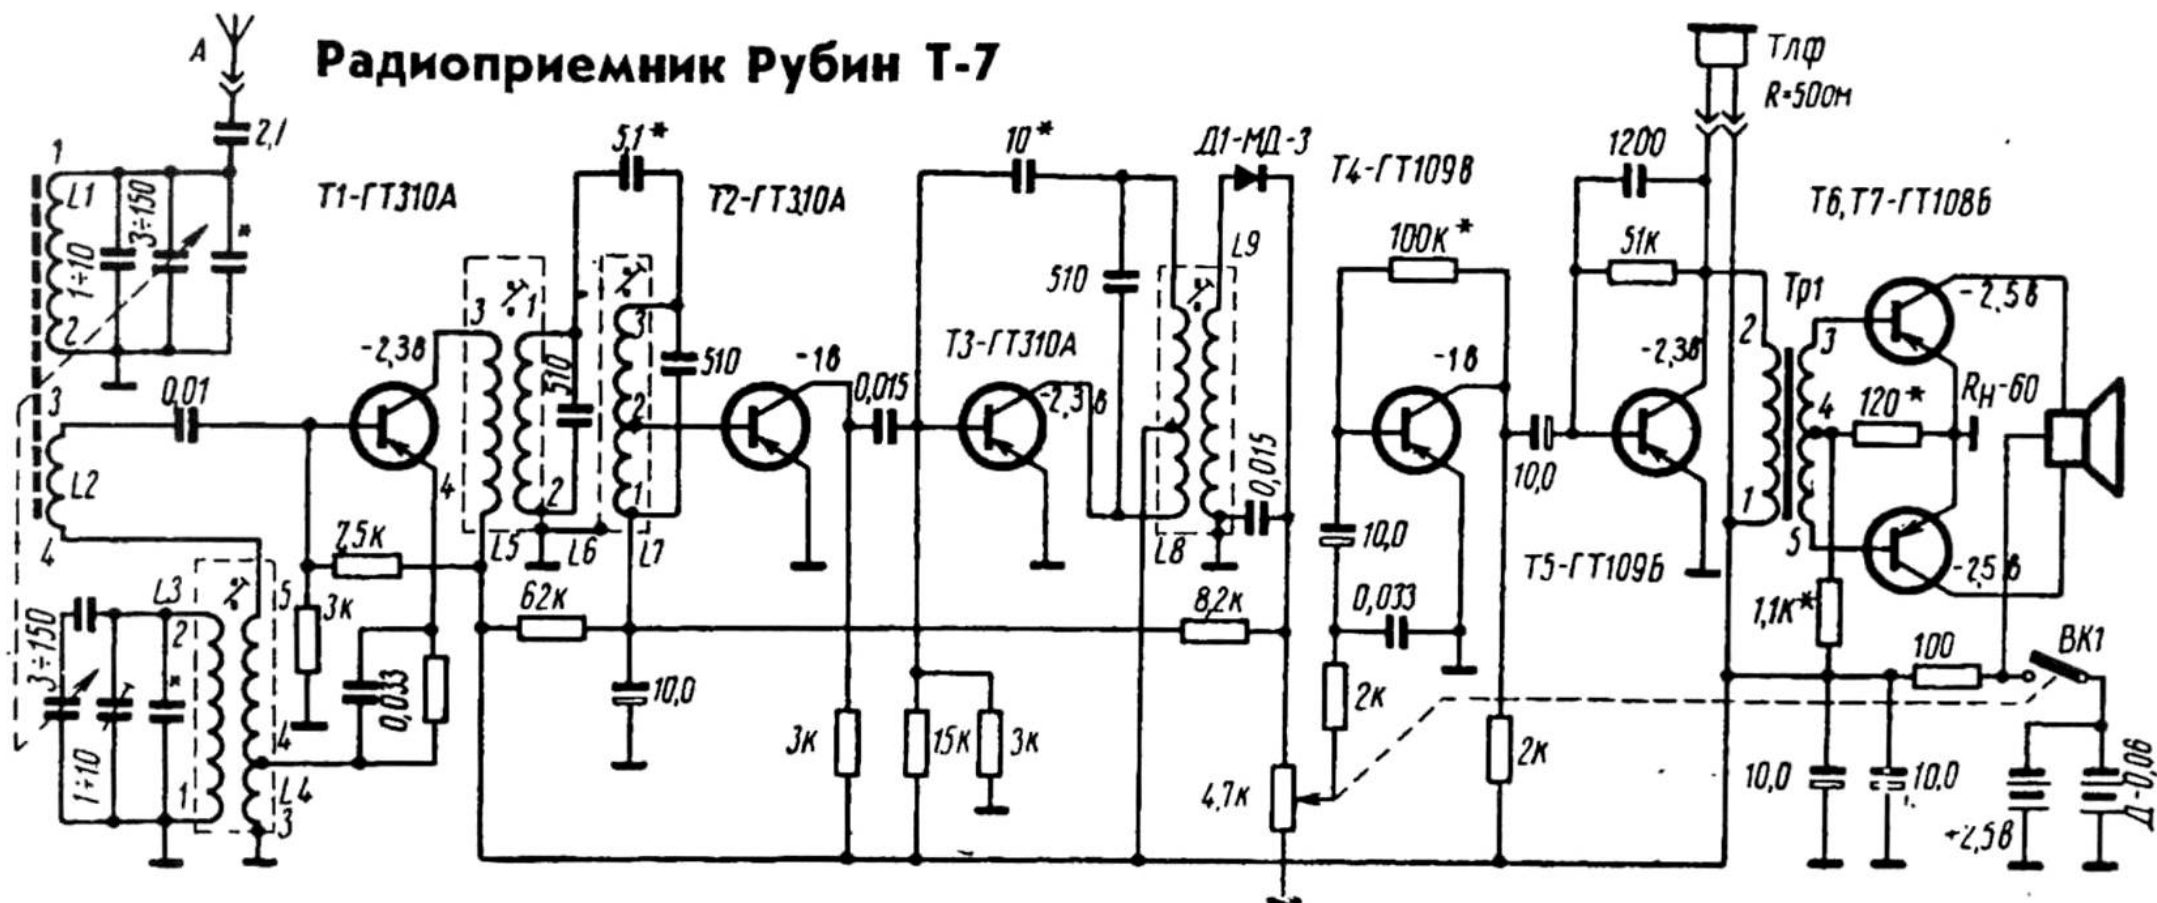 Радиоприемник Рубин Т-7
А
2,1
1
L1
1÷10
3÷150
*
2
3
0,01
L2
4
Т1-ГТ310А
-2,3в
4
3
1
5,1*
510
2
L5
L6
3
2
1
L7
510
Т2-ГТ310А
-1в
0,015
10*
Т3-ГТ310А
-2,3в
510
Д1-МД-3
L9
L8
0,015
Т4-ГТ109В
100к*
-1в
10,0
0,033
10,0
1200
51к
Тлф
R=50ом
-2,3в
Т5-ГТ109Б
Тр1
2
1
3
4
5
Т6,Т7-ГТ108Б
-2,5в
120*
Rн-60
-2,5в
1,1к*
7,5к
3к
62к
8,2к
L3
2
1
5
4
L4
3
3÷150
1÷10
*
0,033
10,0
3к
15к
3к
4,7к
2к
2к
100
ВК1
10,0
10,0
+2,5в
Д-0,06